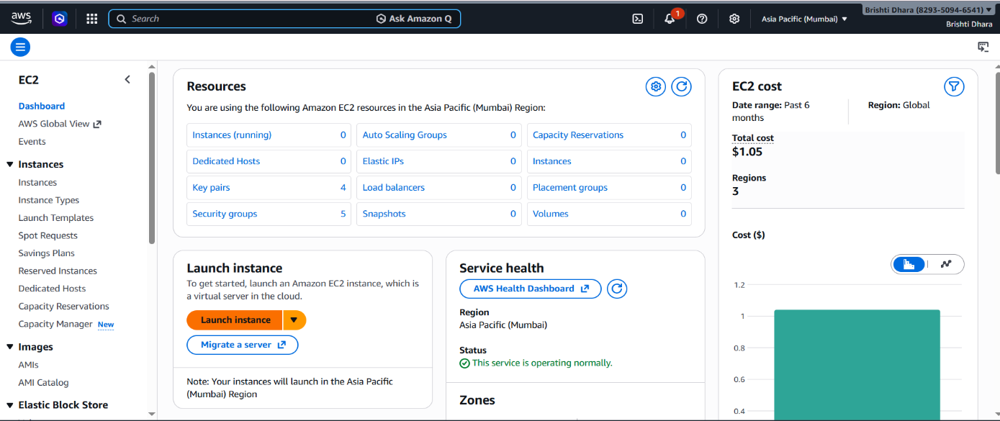 aws
Search
Ask Amazon Q
1
Asia Pacific (Mumbai) ▼
Brishti Dhara (8293-5094-6541) ▼
Brishti Dhara
EC2
Dashboard
AWS Global View
Events
▼ Instances
Instances
Instance Types
Launch Templates
Spot Requests
Savings Plans
Reserved Instances
Dedicated Hosts
Capacity Reservations
Capacity Manager New
▼ Images
AMIs
AMI Catalog
▼ Elastic Block Store
Resources
You are using the following Amazon EC2 resources in the Asia Pacific (Mumbai) Region:
Instances (running) 0
Auto Scaling Groups 0
Capacity Reservations 0
Dedicated Hosts 0
Elastic IPs 0
Instances 0
Key pairs 4
Load balancers 0
Placement groups 0
Security groups 5
Snapshots 0
Volumes 0
Launch instance
To get started, launch an Amazon EC2 instance, which is
a virtual server in the cloud.
Launch instance ▼
Migrate a server
Note: Your instances will launch in the Asia Pacific
(Mumbai) Region
Service health
AWS Health Dashboard
Region
Asia Pacific (Mumbai)
Status
This service is operating normally.
Zones
EC2 cost
Date range: Past 6
months
Region: Global
Total cost
$1.05
Regions
3
Cost ($)
1.2
1
0.8
0.6
0.4